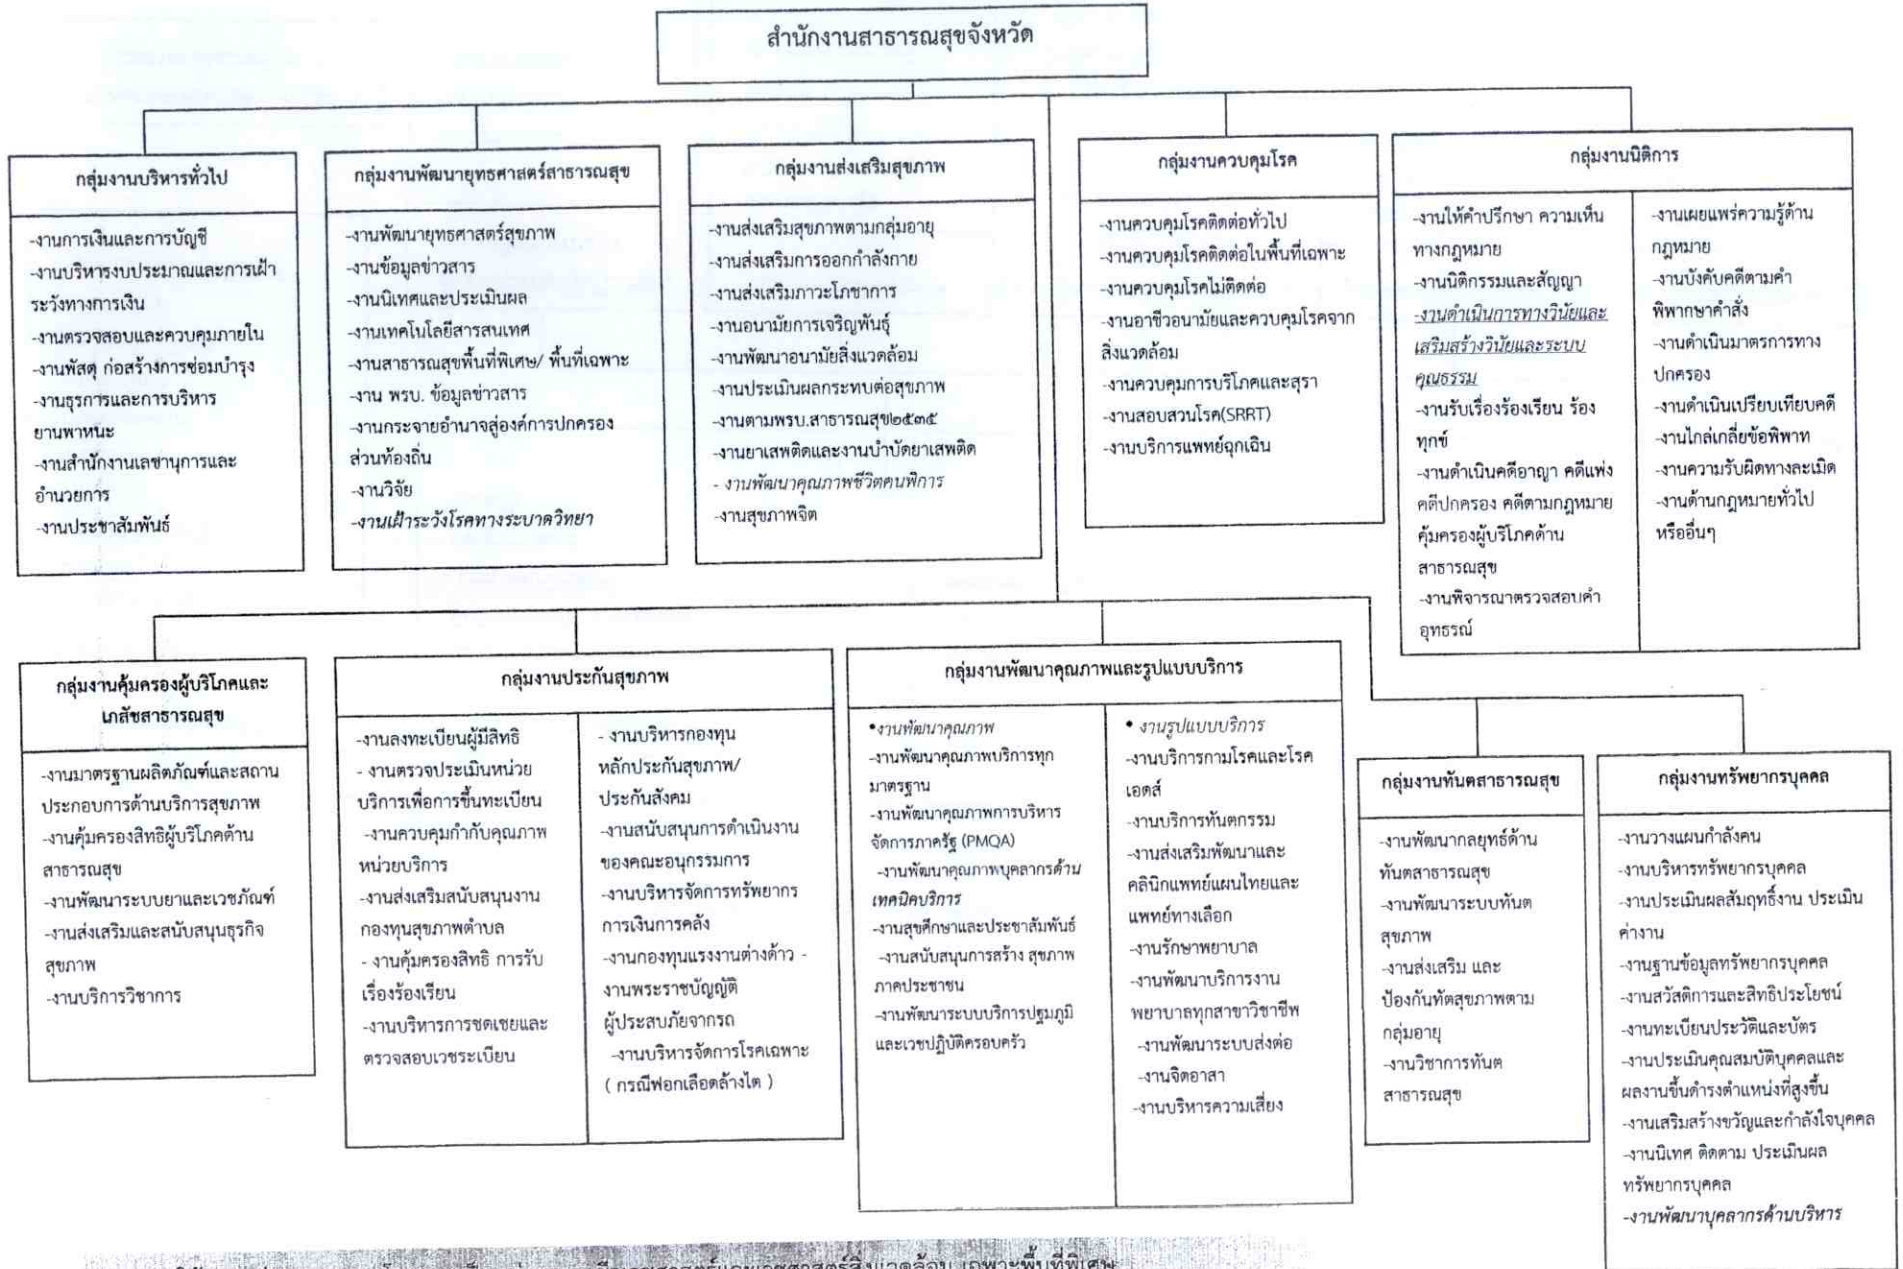 สำนักงานสาธารณสุขจังหวัด
กลุ่มงานบริหารทั่วไป
-งานการเงินและการบัญชี
-งานบริหารงบประมาณและการเฝ้า
ระวังทางการเงิน
-งานตรวจสอบและควบคุมภายใน
-งานพัสดุ ก่อสร้างการซ่อมบำรุง
-งานธุรการและการบริหาร
ยานพาหนะ
-งานสำนักงานเลขานุการและ
อำนวยการ
-งานประชาสัมพันธ์
กลุ่มงานพัฒนายุทธศาสตร์สาธารณสุข
-งานพัฒนายุทธศาสตร์สุขภาพ
-งานข้อมูลข่าวสาร
-งานนิเทศและประเมินผล
-งานเทคโนโลยีสารสนเทศ
-งานสาธารณสุขพื้นที่พิเศษ/ พื้นที่เฉพาะ
-งาน พรบ. ข้อมูลข่าวสาร
-งานกระจายอำนาจสู่องค์การปกครอง
ส่วนท้องถิ่น
-งานวิจัย
-งานเฝ้าระวังโรคทางระบาดวิทยา
กลุ่มงานส่งเสริมสุขภาพ
-งานส่งเสริมสุขภาพตามกลุ่มอายุ
-งานส่งเสริมการออกกำลังกาย
-งานส่งเสริมภาวะโภชาการ
-งานอนามัยการเจริญพันธุ์
-งานพัฒนาอนามัยสิ่งแวดล้อม
-งานประเมินผลกระทบต่อสุขภาพ
-งานตามพรบ.สาธารณสุข๒๕๓๕
-งานยาเสพติดและงานบำบัดยาเสพติด
- งานพัฒนาคุณภาพชีวิตคนพิการ
-งานสุขภาพจิต
กลุ่มงานควบคุมโรค
-งานควบคุมโรคติดต่อทั่วไป
-งานควบคุมโรคติดต่อในพื้นที่เฉพาะ
-งานควบคุมโรคไม่ติดต่อ
-งานอาชีวอนามัยและควบคุมโรคจาก
สิ่งแวดล้อม
-งานควบคุมการบริโภคและสุรา
-งานสอบสวนโรค(SRRT)
-งานบริการแพทย์ฉุกเฉิน
กลุ่มงานนิติการ
-งานให้คำปรึกษา ความเห็น
ทางกฎหมาย
-งานนิติกรรมและสัญญา
-งานดำเนินการทางวินัยและ
เสริมสร้างวินัยและระบบ
คุณธรรม
-งานรับเรื่องร้องเรียน ร้อง
ทุกข์
-งานดำเนินคดีอาญา คดีแพ่ง
คดีปกครอง คดีตามกฎหมาย
คุ้มครองผู้บริโภคด้าน
สาธารณสุข
-งานพิจารณาตรวจสอบคำ
อุทธรณ์
-งานเผยแพร่ความรู้ด้าน
กฎหมาย
-งานบังคับคดีตามคำ
พิพากษาคำสั่ง
-งานดำเนินมาตรการทาง
ปกครอง
-งานดำเนินเปรียบเทียบคดี
-งานไกล่เกลี่ยข้อพิพาท
-งานความรับผิดทางละเมิด
-งานด้านกฎหมายทั่วไป
หรืออื่นๆ
กลุ่มงานคุ้มครองผู้บริโภคและ
เภสัชสาธารณสุข
-งานมาตรฐานผลิตภัณฑ์และสถาน
ประกอบการด้านบริการสุขภาพ
-งานคุ้มครองสิทธิผู้บริโภคด้าน
สาธารณสุข
-งานพัฒนาระบบยาและเวชภัณฑ์
-งานส่งเสริมและสนับสนุนธุรกิจ
สุขภาพ
-งานบริการวิชาการ
กลุ่มงานประกันสุขภาพ
-งานลงทะเบียนผู้มีสิทธิ
- งานตรวจประเมินหน่วย
บริการเพื่อการขึ้นทะเบียน
-งานควบคุมกำกับคุณภาพ
หน่วยบริการ
-งานส่งเสริมสนับสนุนงาน
กองทุนสุขภาพตำบล
- งานคุ้มครองสิทธิ การรับ
เรื่องร้องเรียน
-งานบริหารการชดเชยและ
ตรวจสอบเวชระเบียน
- งานบริหารกองทุน
หลักประกันสุขภาพ/
ประกันสังคม
-งานสนับสนุนการดำเนินงาน
ของคณะอนุกรรมการ
-งานบริหารจัดการทรัพยากร
การเงินการคลัง
-งานกองทุนแรงงานต่างด้าว -
งานพระราชบัญญัติ
ผู้ประสบภัยจากรถ
-งานบริหารจัดการโรคเฉพาะ
( กรณีฟอกเลือดล้างไต )
กลุ่มงานพัฒนาคุณภาพและรูปแบบบริการ
•งานพัฒนาคุณภาพ
-งานพัฒนาคุณภาพบริการทุก
มาตรฐาน
-งานพัฒนาคุณภาพการบริหาร
จัดการภาครัฐ (PMQA)
-งานพัฒนาคุณภาพบุคลากรด้าน
เทคนิคบริการ
-งานสุขศึกษาและประชาสัมพันธ์
-งานสนับสนุนการสร้าง สุขภาพ
ภาคประชาชน
-งานพัฒนาระบบบริการปฐมภูมิ
และเวชปฏิบัติครอบครัว
• งานรูปแบบบริการ
-งานบริการกามโรคและโรค
เอดส์
-งานบริการทันตกรรม
-งานส่งเสริมพัฒนาและ
คลินิกแพทย์แผนไทยและ
แพทย์ทางเลือก
-งานรักษาพยาบาล
-งานพัฒนาบริการงาน
พยาบาลทุกสาขาวิชาชีพ
-งานพัฒนาระบบส่งต่อ
-งานจิตอาสา
-งานบริหารความเสี่ยง
กลุ่มงานทันตสาธารณสุข
-งานพัฒนากลยุทธ์ด้าน
ทันตสาธารณสุข
-งานพัฒนาระบบทันต
สุขภาพ
-งานส่งเสริม และ
ป้องกันทัตสุขภาพตาม
กลุ่มอายุ
-งานวิชาการทันต
สาธารณสุข
กลุ่มงานทรัพยากรบุคคล
-งานวางแผนกำลังคน
-งานบริหารทรัพยากรบุคคล
-งานประเมินผลสัมฤทธิ์งาน ประเมิน
ค่างาน
-งานฐานข้อมูลทรัพยากรบุคคล
-งานสวัสดิการและสิทธิประโยชน์
-งานทะเบียนประวัติและบัตร
-งานประเมินคุณสมบัติบุคคลและ
ผลงานขึ้นดำรงตำแหน่งที่สูงขึ้น
-งานเสริมสร้างขวัญและกำลังใจบุคคล
-งานนิเทศ ติดตาม ประเมินผล
ทรัพยากรบุคคล
-งานพัฒนาบุคลากรด้านบริหาร
เฉพาะพื้นที่พิเศษ